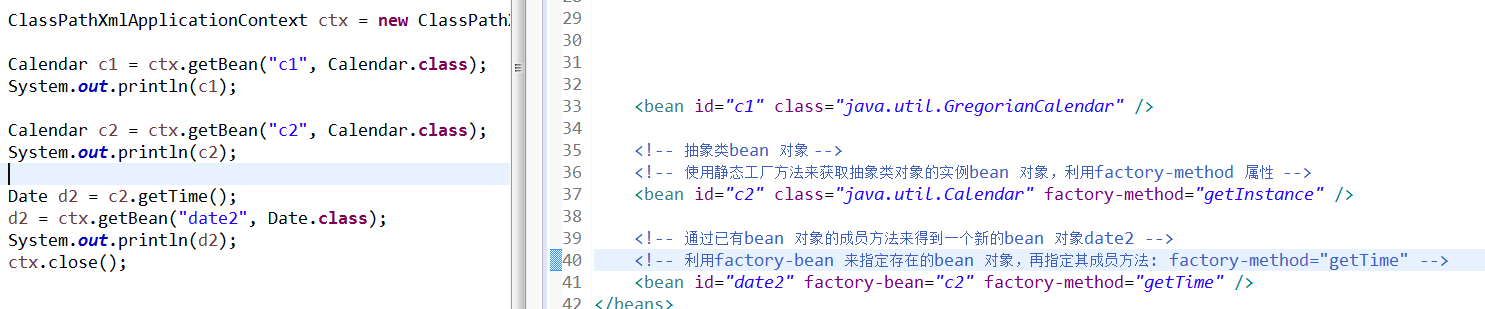 ClassPathXmlApplicationContext ctx = new ClassPathX
Calendar c1 = ctx.getBean("c1", Calendar.class);
System.out.println(c1);
Calendar c2 = ctx.getBean("c2", Calendar.class);
System.out.println(c2);
Date d2 = c2.getTime();
d2 = ctx.getBean("date2", Date.class);
System.out.println(d2);
ctx.close();
29
30
31
32
33 <bean id="c1" class="java.util.GregorianCalendar" />
34
35 <!-- 抽象类bean 对象 -->
36 <!-- 使用静态工厂方法来获取抽象类对象的实例bean 对象，利用factory-method 属性 -->
37 <bean id="c2" class="java.util.Calendar" factory-method="getInstance" />
38
39 <!-- 通过已有bean 对象的成员方法来得到一个新的bean 对象date2 -->
40 <!-- 利用factory-bean 来指定存在的bean 对象，再指定其成员方法: factory-method="getTime" -->
41 <bean id="date2" factory-bean="c2" factory-method="getTime" />
42 </beans>